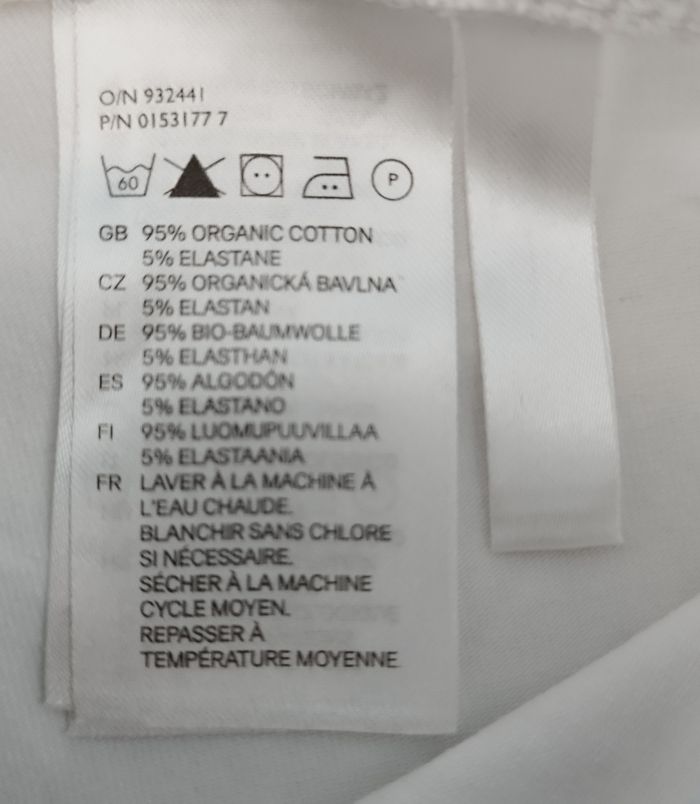 O/N 932441
P/N 0153177 7
60 P
GB 95% ORGANIC COTTON
5% ELASTANE
CZ 95% ORGANICKÁ BAVLNA
5% ELASTAN
DE 95% BIO-BAUMWOLLE
5% ELASTHAN
ES 95% ALGODÓN
5% ELASTANO
FI 95% LUOMUPUUVILLAA
5% ELASTAANIA
FR LAVER À LA MACHINE À
L'EAU CHAUDE.
BLANCHIR SANS CHLORE
SI NÉCESSAIRE.
SÉCHER À LA MACHINE
CYCLE MOYEN.
REPASSER À
TEMPÉRATURE MOYENNE